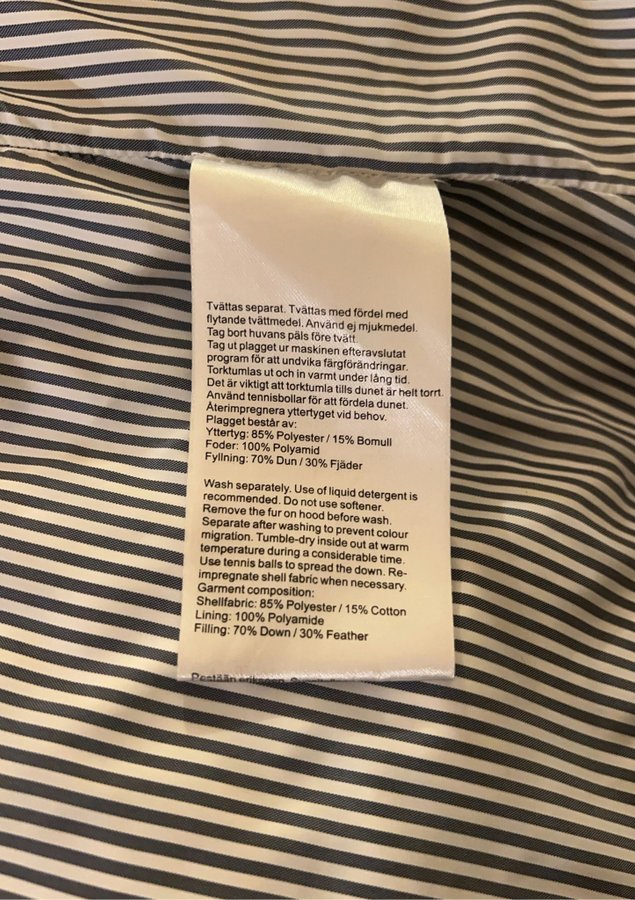 Tvättas separat. Tvättas med fördel med
flytande tvättmedel. Använd ej mjukmedel.
Tag bort huvans päls före tvätt.
Tag ut plagget ur maskinen efteravslutat
program för att undvika färgförändringar.
Torktumlas ut och in varmt under lång tid.
Det är viktigt att torktumla tills dunet är helt torrt.
Använd tennisbollar för att fördela dunet.
Återimpregnera yttertyget vid behov.
Plagget består av:
Yttertyg: 85% Polyester / 15% Bomull
Foder: 100% Polyamid
Fyllning: 70% Dun / 30% Fjäder
Wash separately. Use of liquid detergent is
recommended. Do not use softener.
Remove the fur on hood before wash.
Separate after washing to prevent colour
migration. Tumble-dry inside out at warm
temperature during a considerable time.
Use tennis balls to spread the down. Re-
impregnate shell fabric when necessary.
Garment composition:
Shellfabric: 85% Polyester / 15% Cotton
Lining: 100% Polyamide
Filling: 70% Down / 30% Feather
Pestään